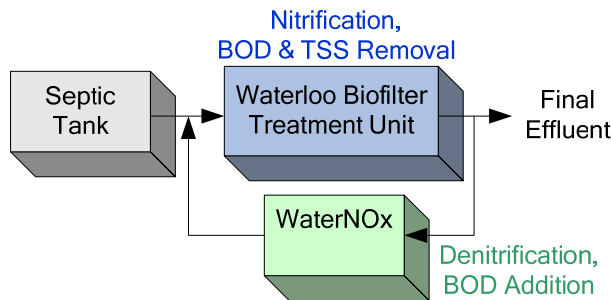 Nitrification,
BOD & TSS Removal
Septic
Tank
Waterloo Biofilter
Treatment Unit
Final
Effluent
WaterNOx
Denitrification,
BOD Addition